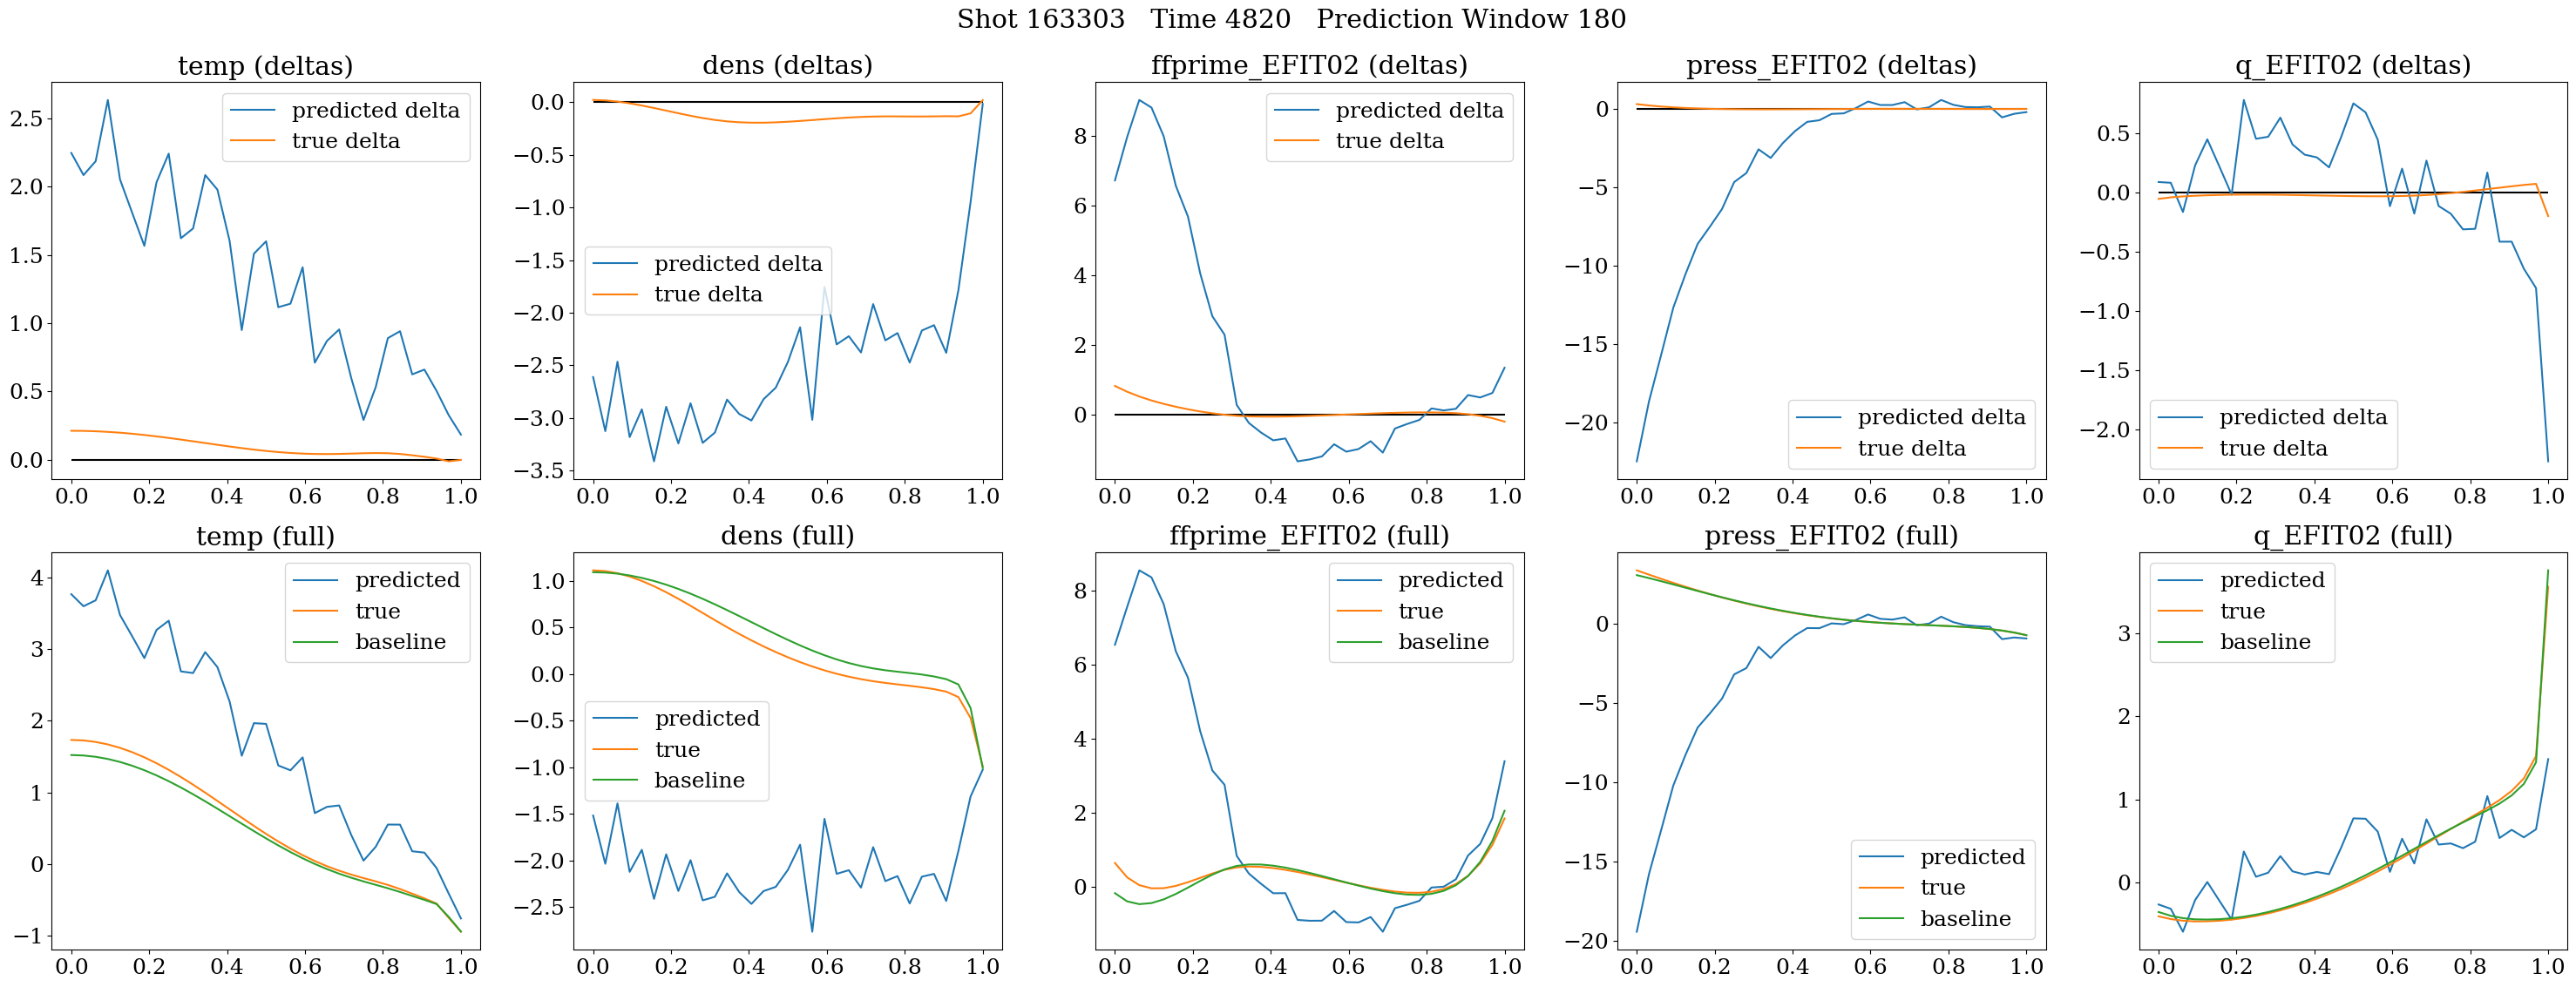 Shot 163303   Time 4820   Prediction Window 180
temp (deltas)
predicted delta
true delta
2.5
2.0
1.5
1.0
0.5
0.0
0.0 0.2 0.4 0.6 0.8 1.0
dens (deltas)
predicted delta
true delta
0.0
−0.5
−1.0
−1.5
−2.0
−2.5
−3.0
−3.5
0.0 0.2 0.4 0.6 0.8 1.0
ffprime_EFIT02 (deltas)
predicted delta
true delta
8
6
4
2
0
0.0 0.2 0.4 0.6 0.8 1.0
press_EFIT02 (deltas)
0
−5
−10
−15
−20
predicted delta
true delta
0.0 0.2 0.4 0.6 0.8 1.0
q_EFIT02 (deltas)
0.5
0.0
−0.5
−1.0
−1.5
−2.0
predicted delta
true delta
0.0 0.2 0.4 0.6 0.8 1.0
temp (full)
predicted
true
baseline
4
3
2
1
0
−1
0.0 0.2 0.4 0.6 0.8 1.0
dens (full)
1.0
0.5
0.0
−0.5
−1.0
−1.5
−2.0
−2.5
predicted
true
baseline
0.0 0.2 0.4 0.6 0.8 1.0
ffprime_EFIT02 (full)
predicted
true
baseline
8
6
4
2
0
0.0 0.2 0.4 0.6 0.8 1.0
press_EFIT02 (full)
0
−5
−10
−15
−20
predicted
true
baseline
0.0 0.2 0.4 0.6 0.8 1.0
q_EFIT02 (full)
predicted
true
baseline
3
2
1
0
0.0 0.2 0.4 0.6 0.8 1.0